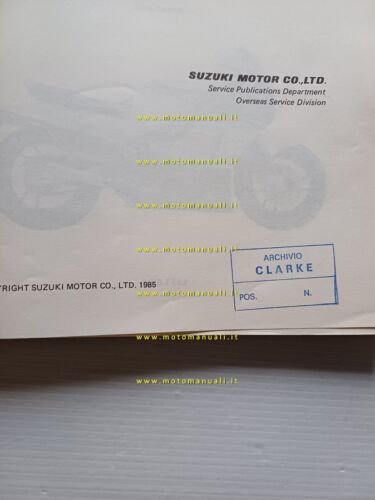 SUZUKI MOTOR CO.,LTD.
Service Publications Department
Overseas Service Division
www.motomanuali.it
www.motomanuali.it
www.motomanuali.it
www.motomanuali.it
ARCHIVIO
CLARKE
POS. N.
TRIGHT SUZUKI MOTOR CO., LTD. 1985
www.motomanuali.it
www.motomanuali.it
www.motomanuali.it